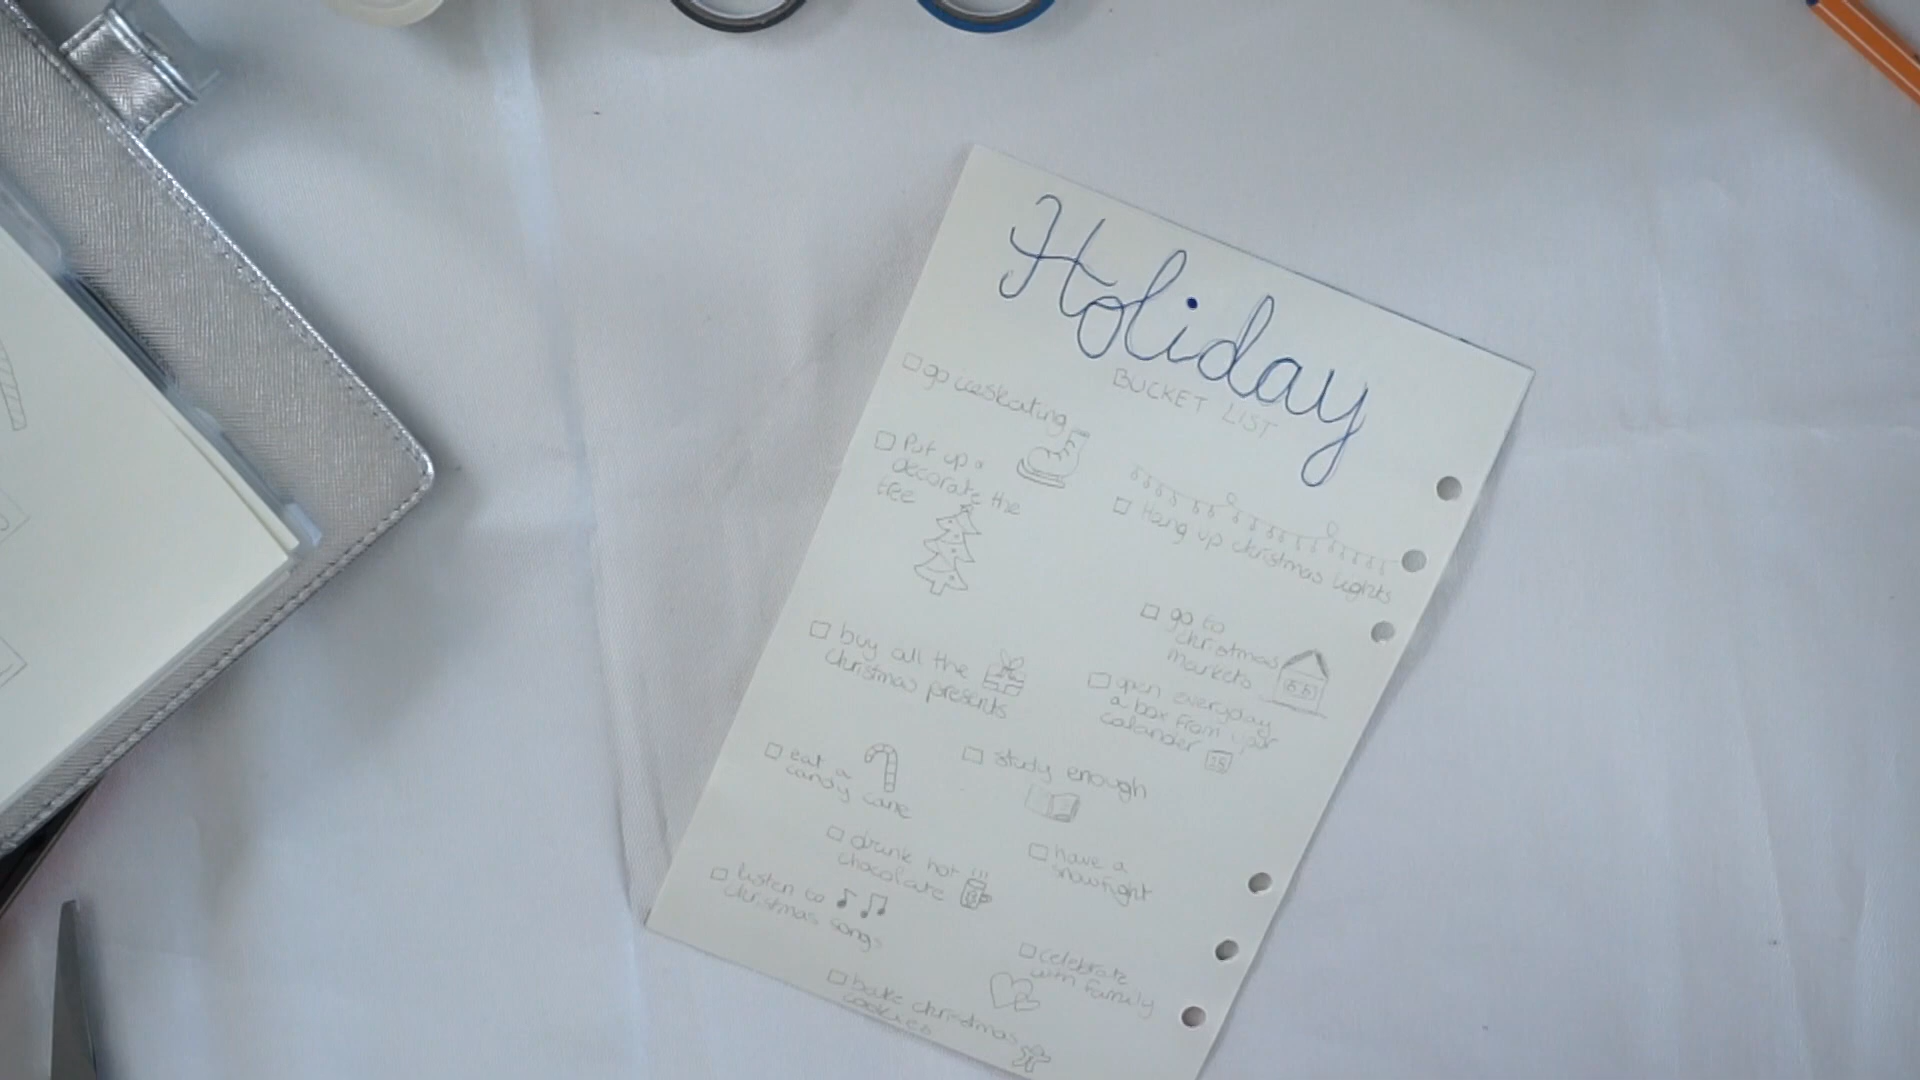 Holiday
BUCKET LIST
go iceskating
Put up &
decorate the
tree
Hang up christmas lights
go to
christmas
markets
buy all the
christmas presents
open everyday
a box from your
calander
25
eat a
candy cane
study enough
drink hot
chocolate
have a
snowfight
listen to
christmas songs
celebrate
with family
bake christmas
cookies